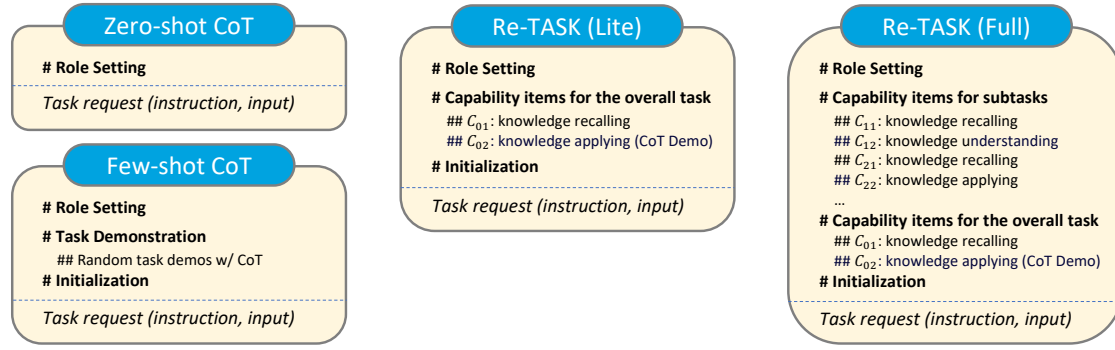 Zero-shot CoT
# Role Setting
Task request (instruction, input)
Few-shot CoT
# Role Setting
# Task Demonstration
## Random task demos w/ CoT
# Initialization
Task request (instruction, input)
Re-TASK (Lite)
# Role Setting
# Capability items for the overall task
## C₀₁: knowledge recalling
## C₀₂: knowledge applying (CoT Demo)
# Initialization
Task request (instruction, input)
Re-TASK (Full)
# Role Setting
# Capability items for subtasks
## C₁₁: knowledge recalling
## C₁₂: knowledge understanding
## C₂₁: knowledge recalling
## C₂₂: knowledge applying
...
# Capability items for the overall task
## C₀₁: knowledge recalling
## C₀₂: knowledge applying (CoT Demo)
# Initialization
Task request (instruction, input)